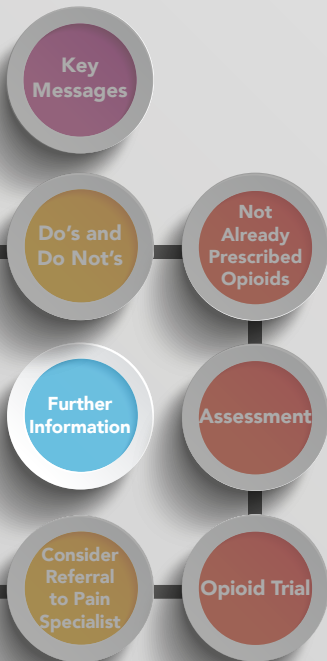 Key
Messages
Do's and
Do Not's
Not
Already
Prescribed
Opioids
Further
Information
Assessment
Consider
Referral
to Pain
Specialist
Opioid Trial